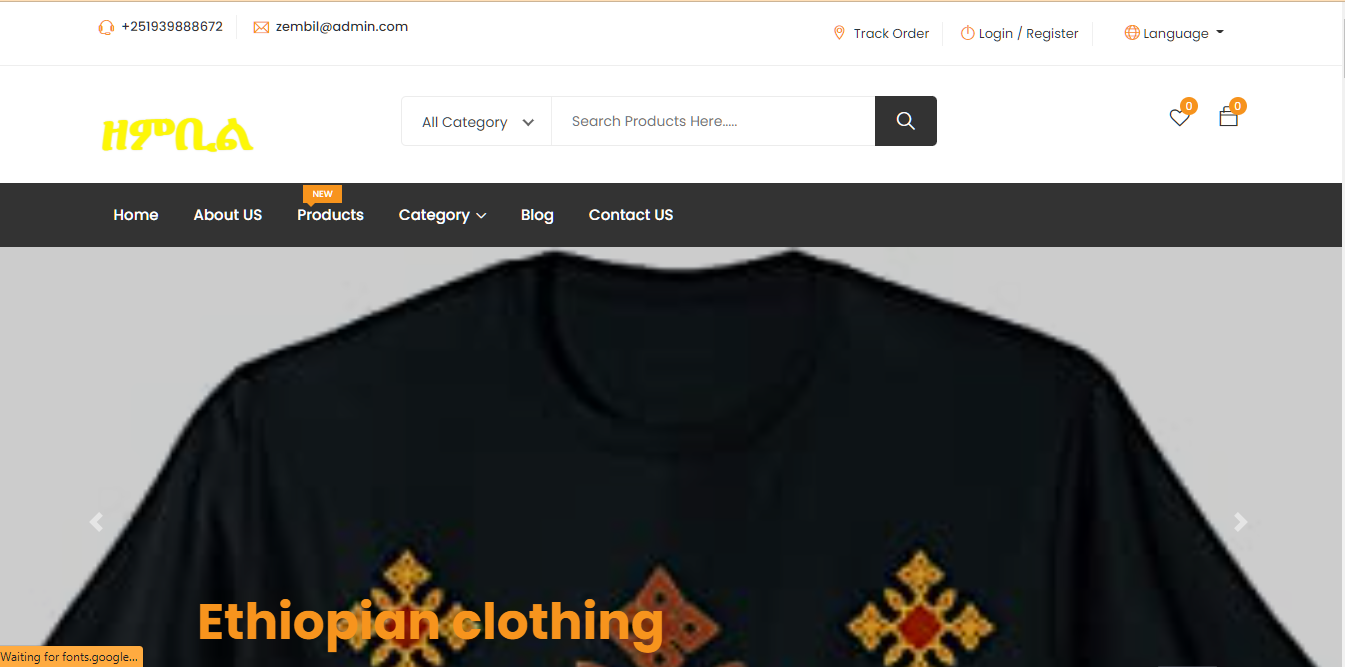 +251939888672
zembil@admin.com
Track Order
Login / Register
Language
ዘምቢል
All Category
Search Products Here.....
0
0
NEW
Home
About US
Products
Category
Blog
Contact US
Ethiopian clothing
Waiting for fonts.google...